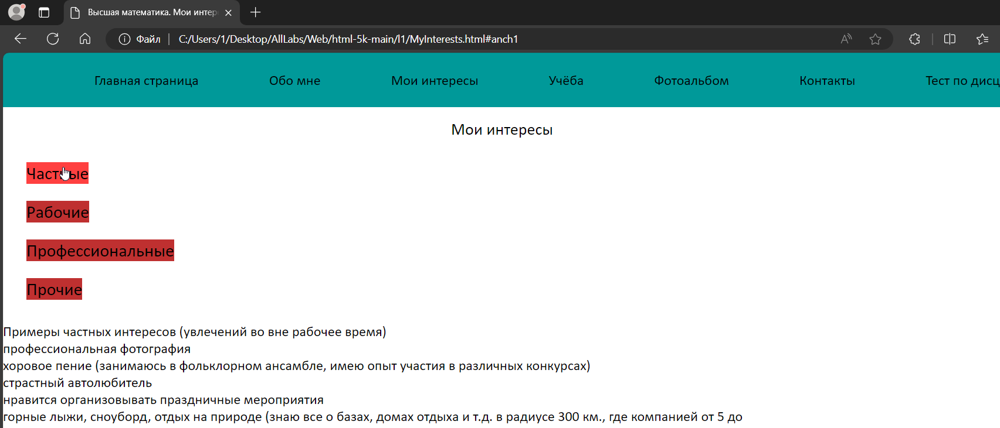 Высшая математика. Мои интер
Файл C:/Users/1/Desktop/AllLabs/Web/html-5k-main/l1/MyInterests.html#anch1
Главная страница Обо мне Мои интересы Учёба Фотоальбом Контакты Тест по дисц
Мои интересы
Частные
Рабочие
Профессиональные
Прочие
Примеры частных интересов (увлечений во вне рабочее время)
профессиональная фотография
хоровое пение (занимаюсь в фольклорном ансамбле, имею опыт участия в различных конкурсах)
страстный автолюбитель
нравится организовывать праздничные мероприятия
горные лыжи, сноуборд, отдых на природе (знаю все о базах, домах отдыха и т.д. в радиусе 300 км., где компанией от 5 до